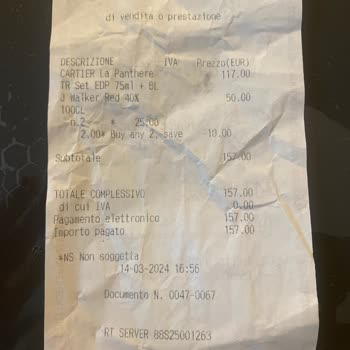 di vendita o prestazione
DESCRIZIONE IVA Prezzo(EUR)
CARTIER La Panthere 117.00
TR Set EDP 75ml + BL
J Walker Red 40% 50.00
100CL
n.2 * 25.00
2.00* Buy any 2, save -10.00
Subtotale 157.00
TOTALE COMPLESSIVO 157.00
di cui IVA 0.00
Pagamento elettronico 157.00
Importo pagato 157.00
*NS Non soggetta
14-03-2024 16:56
Documento N. 0047-0067
RT SERVER 88S25001263